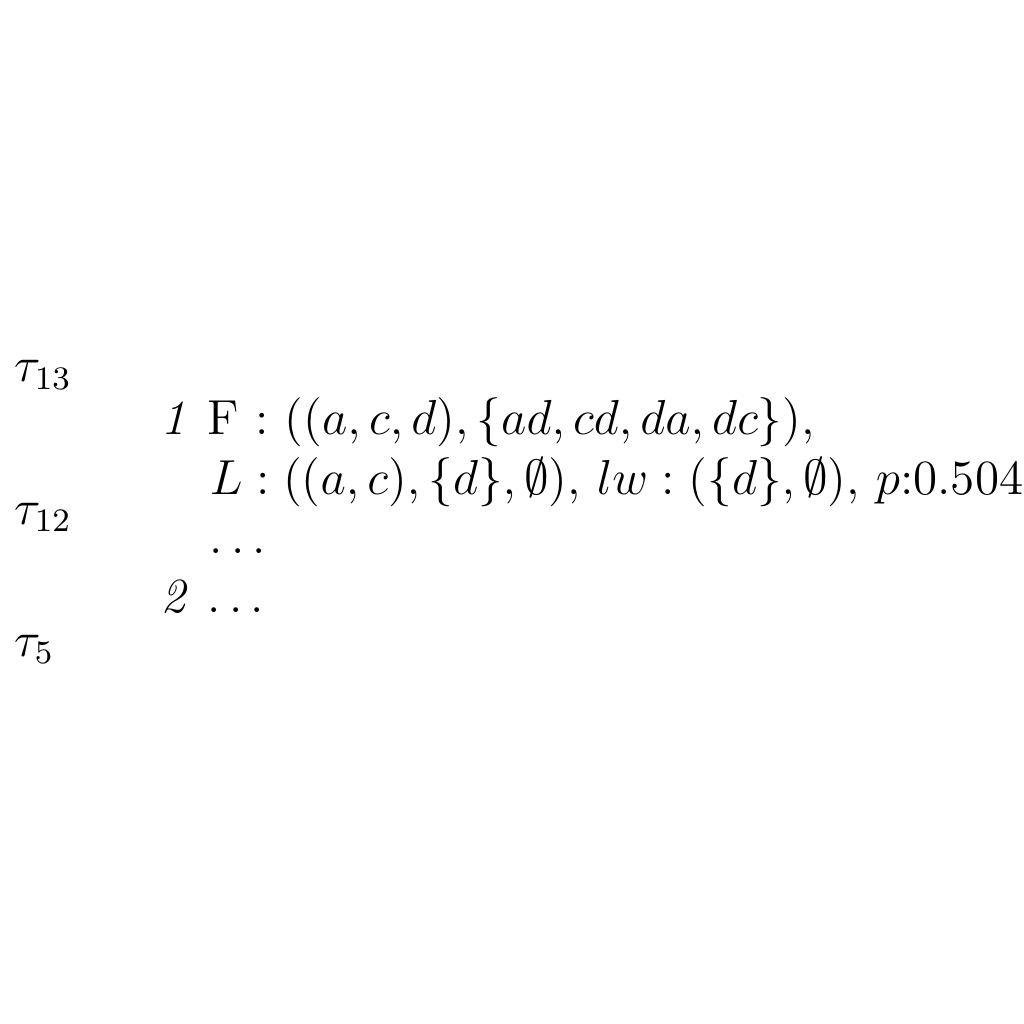 τ₁₃
1 F : ((a, c, d), {ad, cd, da, dc}),
L : ((a, c), {d}, ∅), lw : ({d}, ∅), p:0.504
τ₁₂
...
2 ...
τ₅